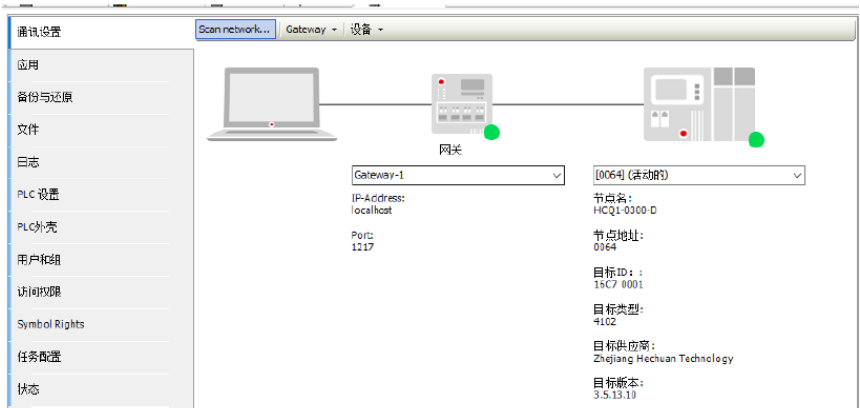 通讯设置
应用
备份与还原
文件
日志
PLC 设置
PLC外壳
用户和组
访问权限
Symbol Rights
任务配置
状态
Scan network...
Gateway
设备
网关
Gateway-1
IP-Address:
localhost
Port:
1217
[0064] (活动的)
节点名:
HCQ1-0300-D
节点地址:
0064
目标ID: :
16C7 0001
目标类型:
4102
目标供应商:
Zhejiang Hechuan Technology
目标版本:
3.5.13.10